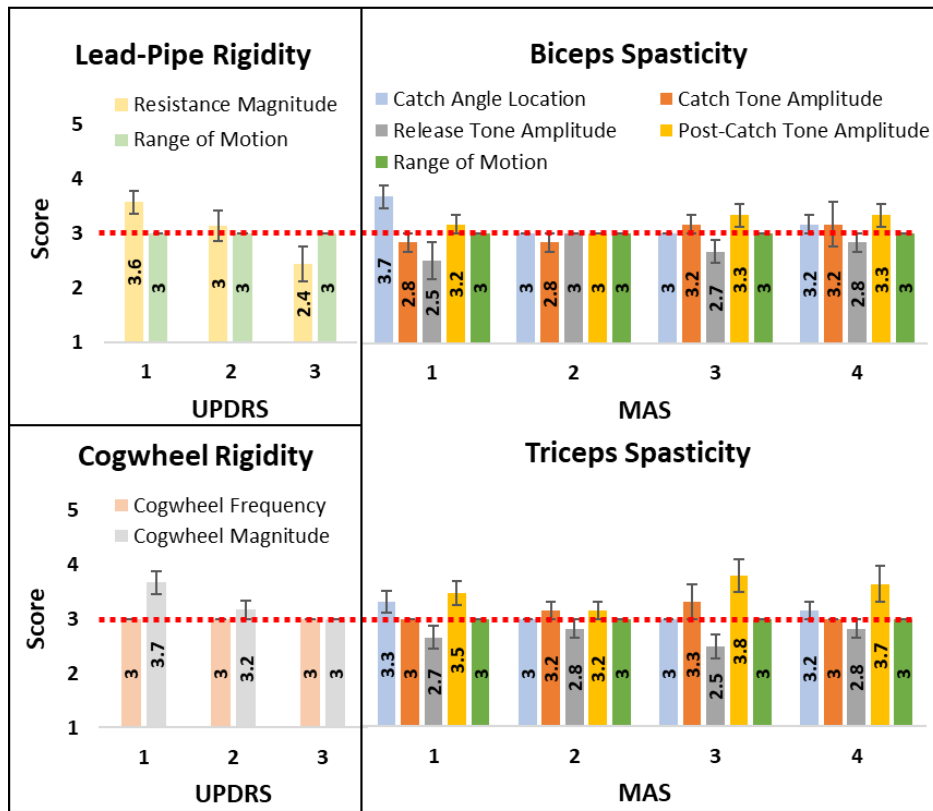 Lead-Pipe Rigidity
Resistance Magnitude
Range of Motion
5
4
3
2
1
Score
3.6
3
3
3
2.4
3
1 2 3
UPDRS
Biceps Spasticity
Catch Angle Location
Catch Tone Amplitude
Release Tone Amplitude
Post-Catch Tone Amplitude
Range of Motion
3.7
2.8
2.5
3.2
3
3
2.8
3
3
3
3
3.2
2.7
3.3
3
3.2
3.2
2.8
3.3
3
1 2 3 4
MAS
Cogwheel Rigidity
Cogwheel Frequency
Cogwheel Magnitude
5
4
3
2
1
Score
3
3.7
3
3.2
3
3
1 2 3
UPDRS
Triceps Spasticity
3.3
3
2.7
3.5
3
3
3.2
2.8
3.2
3
3
3.3
2.5
3.8
3
3.2
3
2.8
3.7
3
1 2 3 4
MAS